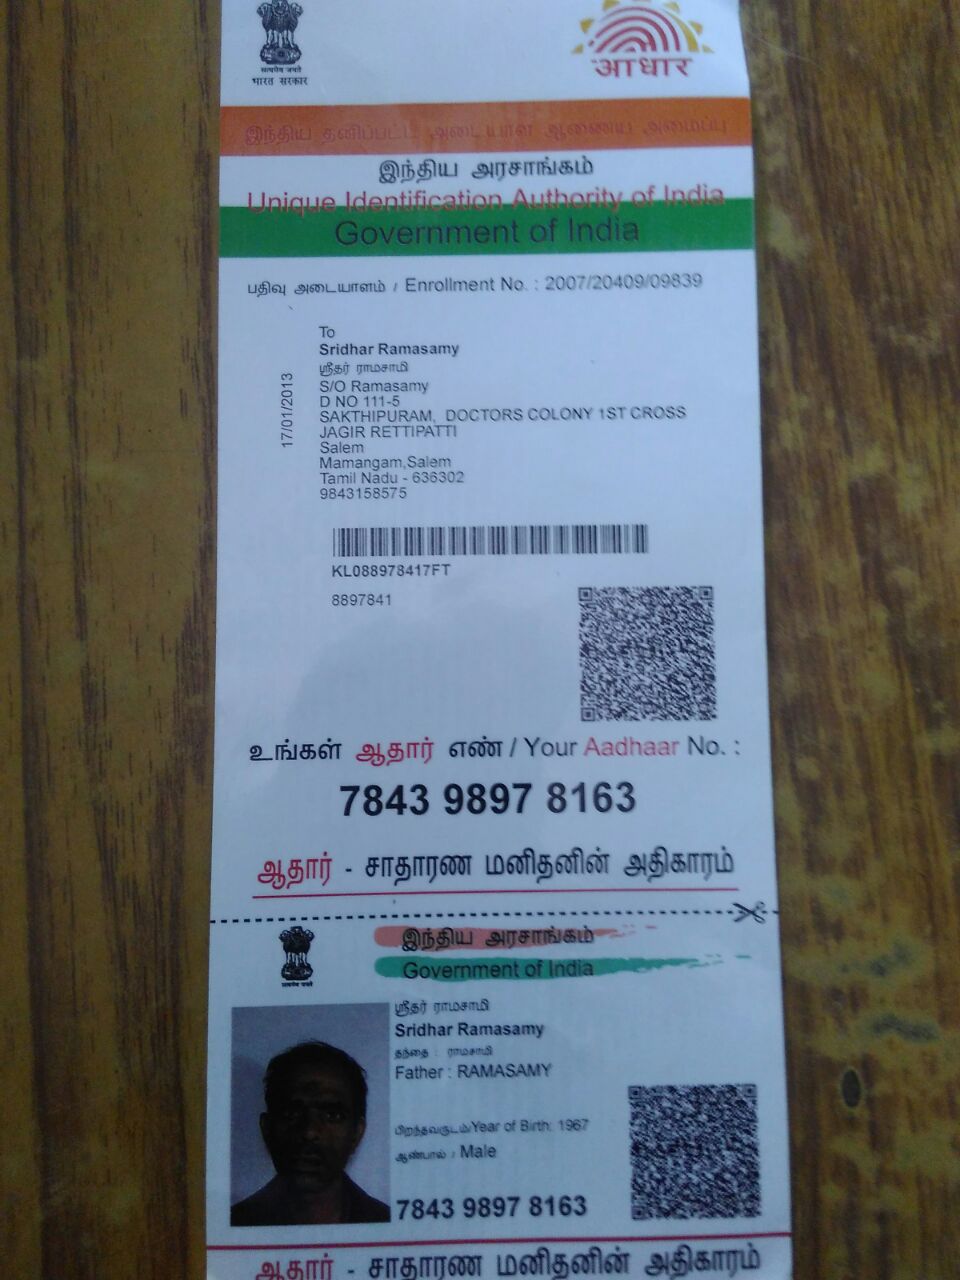 सत्यमेव जयते
भारत सरकार
आधार
இந்திய தனிப்பட்ட அடையாள ஆணைய அமைப்பு
இந்திய அரசாங்கம்
Unique Identification Authority of India
Government of India
பதிவு அடையாளம் / Enrollment No. : 2007/20409/09839
17/01/2013
To
Sridhar Ramasamy
ஸ்ரீதர் ராமசாமி
S/O Ramasamy
D NO 111-5
SAKTHIPURAM, DOCTORS COLONY 1ST CROSS
JAGIR RETTIPATTI
Salem
Mamangam,Salem
Tamil Nadu - 636302
9843158575
KL088978417FT
8897841
உங்கள் ஆதார் எண் / Your Aadhaar No. :
7843 9897 8163
ஆதார் - சாதாரண மனிதனின் அதிகாரம்
சத்யமேவ जयते
இந்திய அரசாங்கம்
Government of India
ஸ்ரீதர் ராமசாமி
Sridhar Ramasamy
தந்தை : ராமசாமி
Father : RAMASAMY
பிறந்தவருடம்/Year of Birth: 1967
ஆண்பால் / Male
7843 9897 8163
ஆதார் - சாதாரண மனிதனின் அதிகாரம்